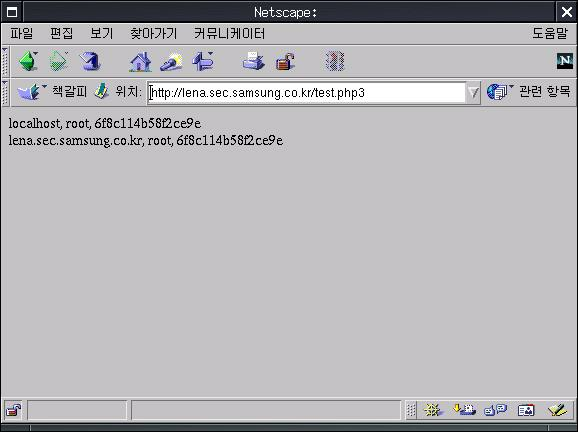 Netscape:
파일 편집 보기 찾아가기 커뮤니케이터 도움말
N
책갈피 위치: http://lena.sec.samsung.co.kr/test.php3 관련 항목
localhost, root, 6f8c114b58f2ce9e
lena.sec.samsung.co.kr, root, 6f8c114b58f2ce9e